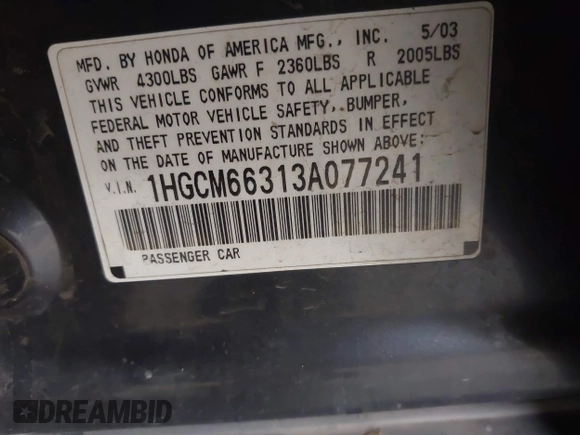 MFD. BY HONDA OF AMERICA MFG., INC. 5/03
GVWR 4300LBS GAWR F 2360LBS R 2005LBS
THIS VEHICLE CONFORMS TO ALL APPLICABLE
FEDERAL MOTOR VEHICLE SAFETY, BUMPER,
AND THEFT PREVENTION STANDARDS IN EFFECT
ON THE DATE OF MANUFACTURE SHOWN ABOVE:
V.I.N. 1HGCM66313A077241
PASSENGER CAR
DREAMBID